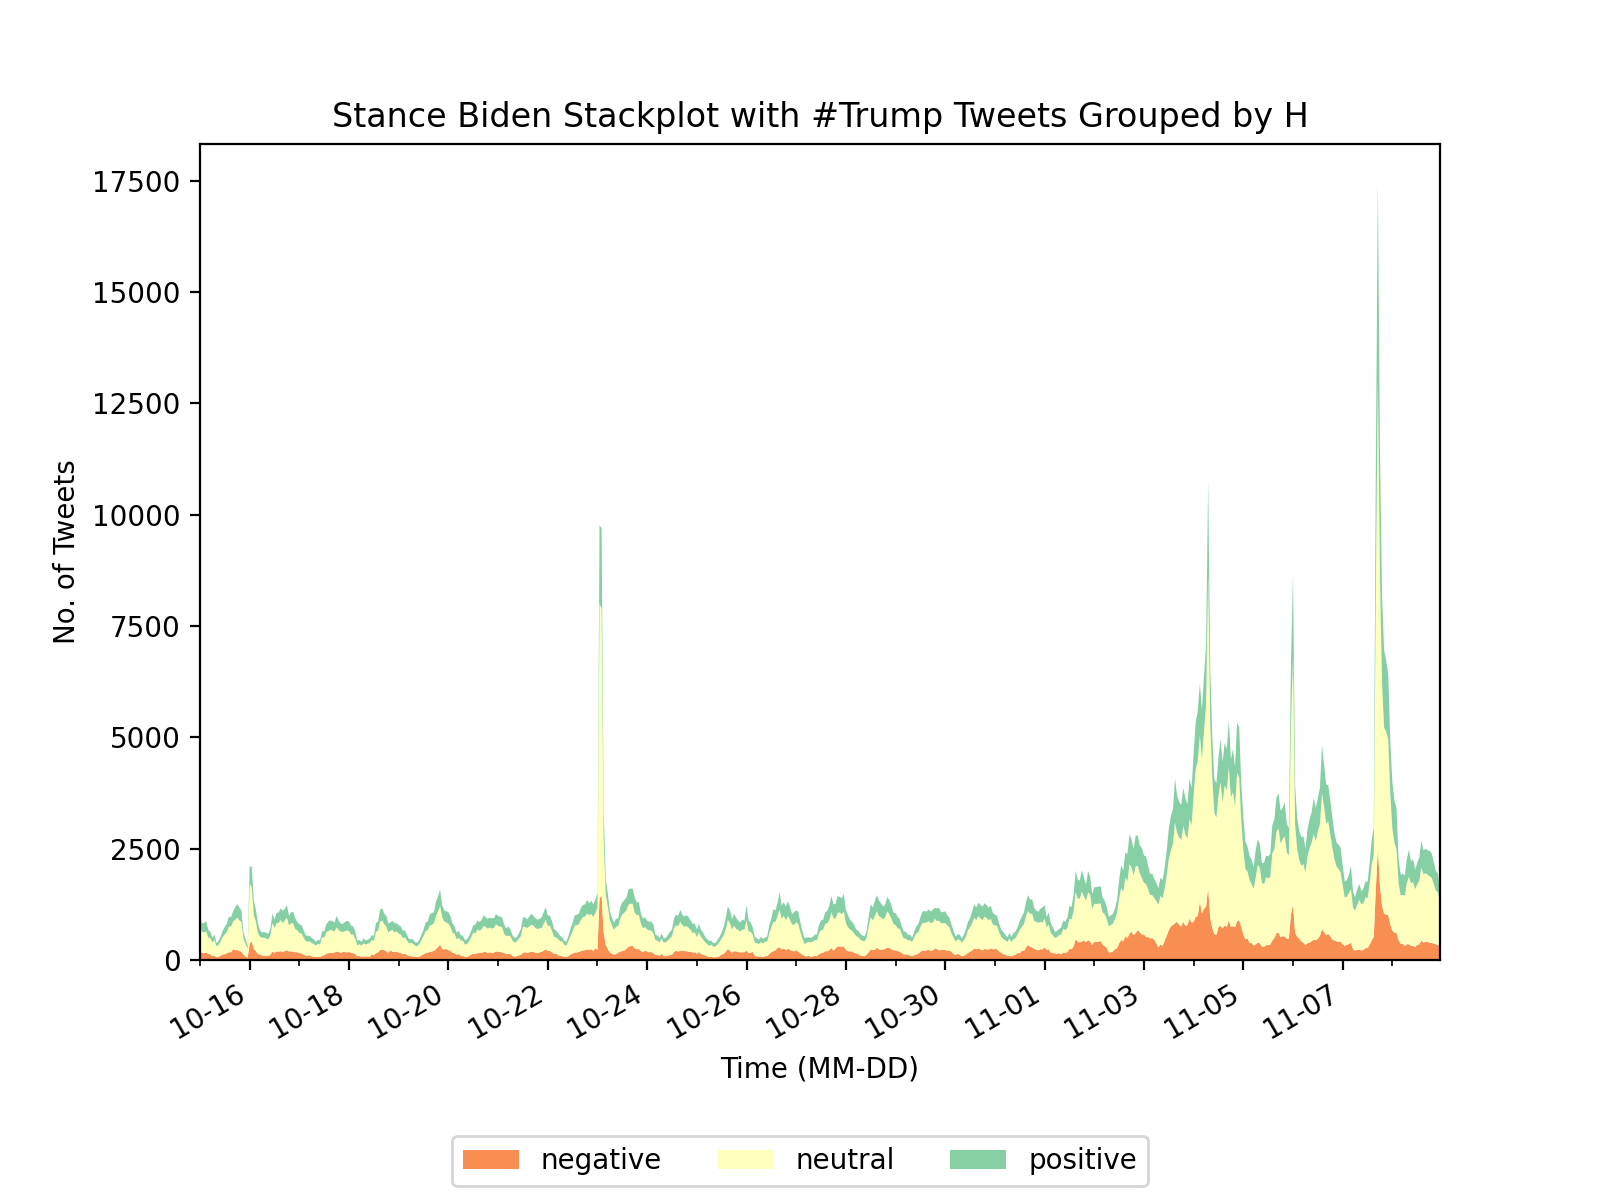 Stance Biden Stackplot with #Trump Tweets Grouped by H
17500
15000
12500
10000
7500
5000
2500
0
No. of Tweets
10-16 10-18 10-20 10-22 10-24 10-26 10-28 10-30 11-01 11-03 11-05 11-07
Time (MM-DD)
negative neutral positive